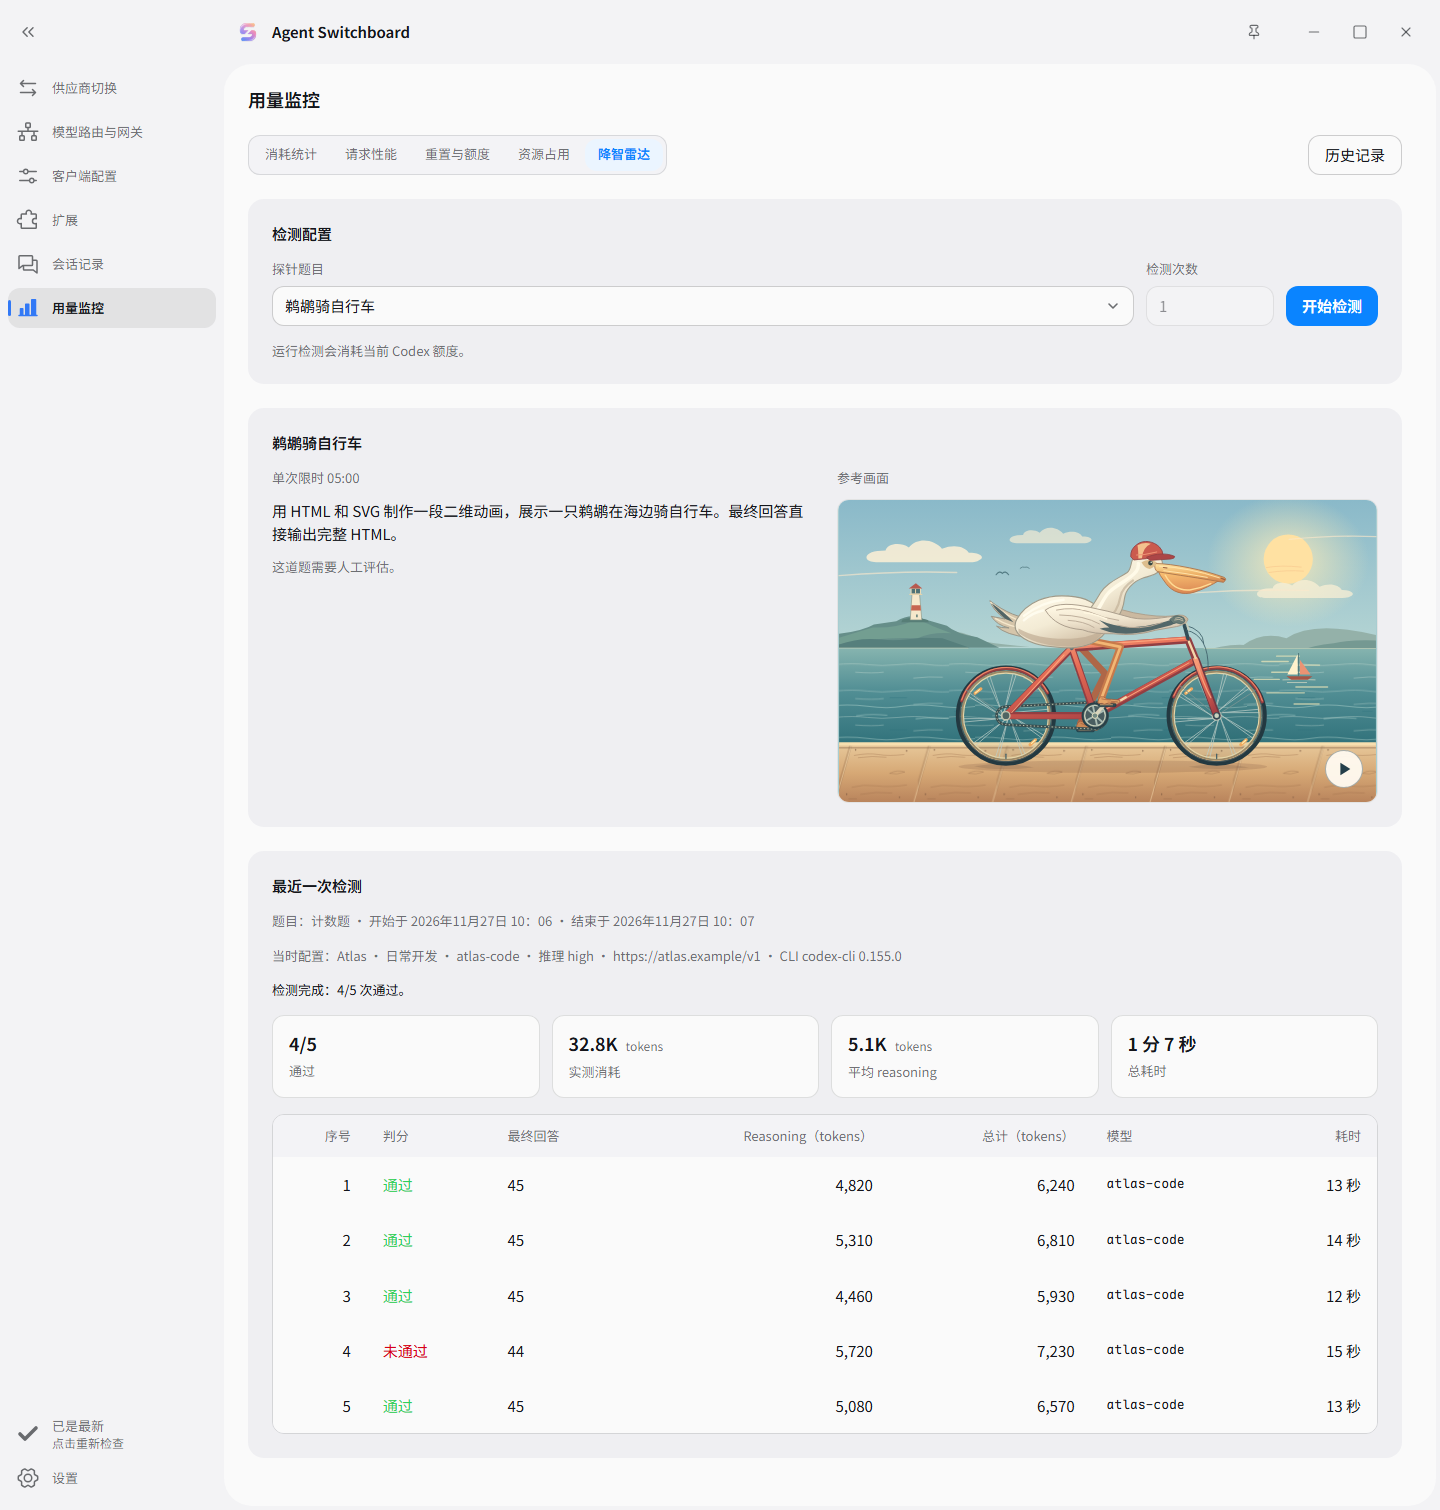 Agent Switchboard
供应商切换
模型路由与网关
客户端配置
扩展
会话记录
用量监控
已是最新
点击重新检查
设置
用量监控
消耗统计
请求性能
重置与额度
资源占用
降智雷达
历史记录
检测配置
探针题目
检测次数
鹈鹕骑自行车
1
开始检测
运行检测会消耗当前 Codex 额度。
鹈鹕骑自行车
单次限时 05:00
用 HTML 和 SVG 制作一段二维动画，展示一只鹈鹕在海边骑自行车。最终回答直
接输出完整 HTML。
这道题需要人工评估。
参考画面
最近一次检测
题目：计数题 · 开始于 2026年11月27日 10：06 · 结束于 2026年11月27日 10：07
当时配置：Atlas · 日常开发 · atlas-code · 推理 high · https://atlas.example/v1 · CLI codex-cli 0.155.0
检测完成：4/5 次通过。
4/5
通过
32.8K tokens
实测消耗
5.1K tokens
平均 reasoning
1 分 7 秒
总耗时
序号 判分 最终回答 Reasoning（tokens） 总计（tokens） 模型 耗时
1 通过 45 4,820 6,240 atlas-code 13 秒
2 通过 45 5,310 6,810 atlas-code 14 秒
3 通过 45 4,460 5,930 atlas-code 12 秒
4 未通过 44 5,720 7,230 atlas-code 15 秒
5 通过 45 5,080 6,570 atlas-code 13 秒